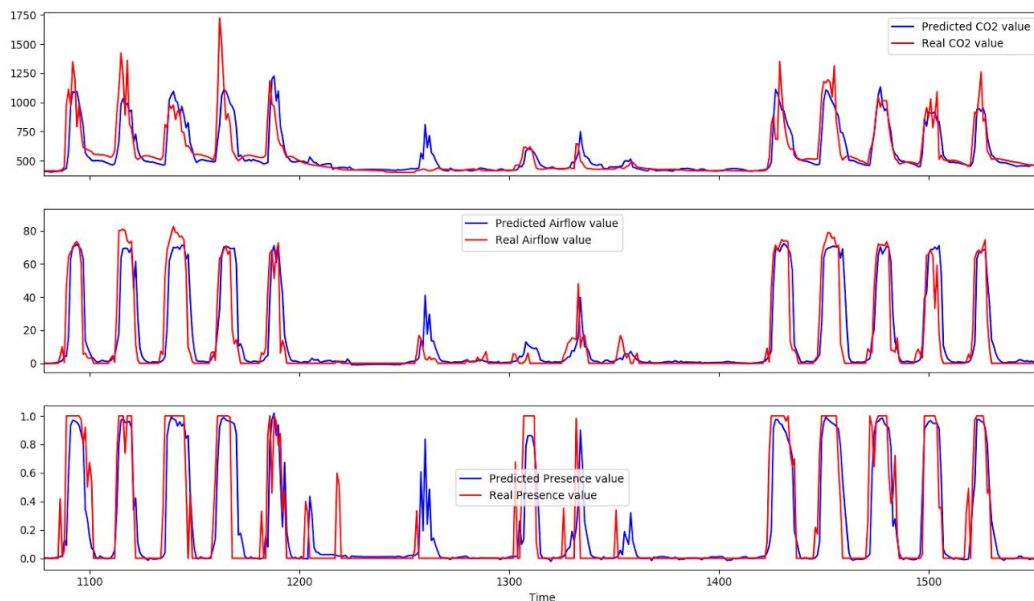 1750
1500
1250
1000
750
500
Predicted CO2 value
Real CO2 value
80
60
40
20
0
Predicted Airflow value
Real Airflow value
1.0
0.8
0.6
0.4
0.2
0.0
Predicted Presence value
Real Presence value
1100 1200 1300 1400 1500
Time